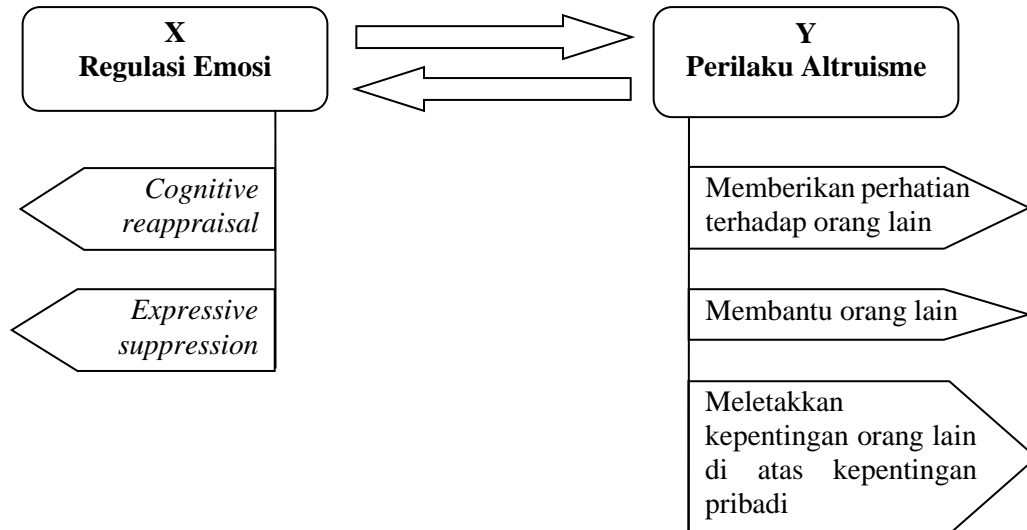 X
Regulasi Emosi
Y
Perilaku Altruisme
Cognitive
reappraisal
Expressive
suppression
Memberikan perhatian
terhadap orang lain
Membantu orang lain
Meletakkan
kepentingan orang lain
di atas kepentingan
pribadi